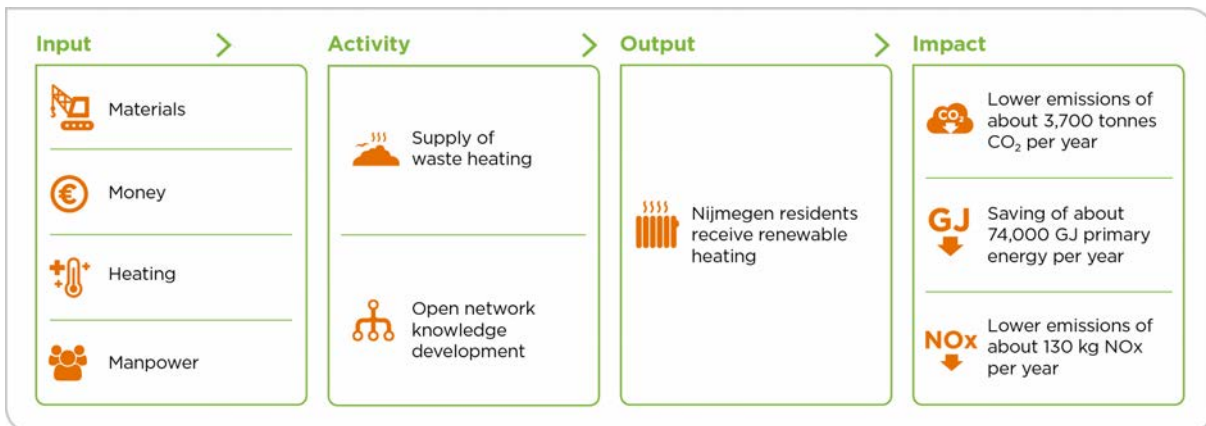 Input
Materials
Money
Heating
Manpower
Activity
Supply of
waste heating
Open network
knowledge
development
Output
Nijmegen residents
receive renewable
heating
Impact
CO₂
Lower emissions of
about 3,700 tonnes
CO₂ per year
GJ
Saving of about
74,000 GJ primary
energy per year
NOx
Lower emissions of
about 130 kg NOx
per year